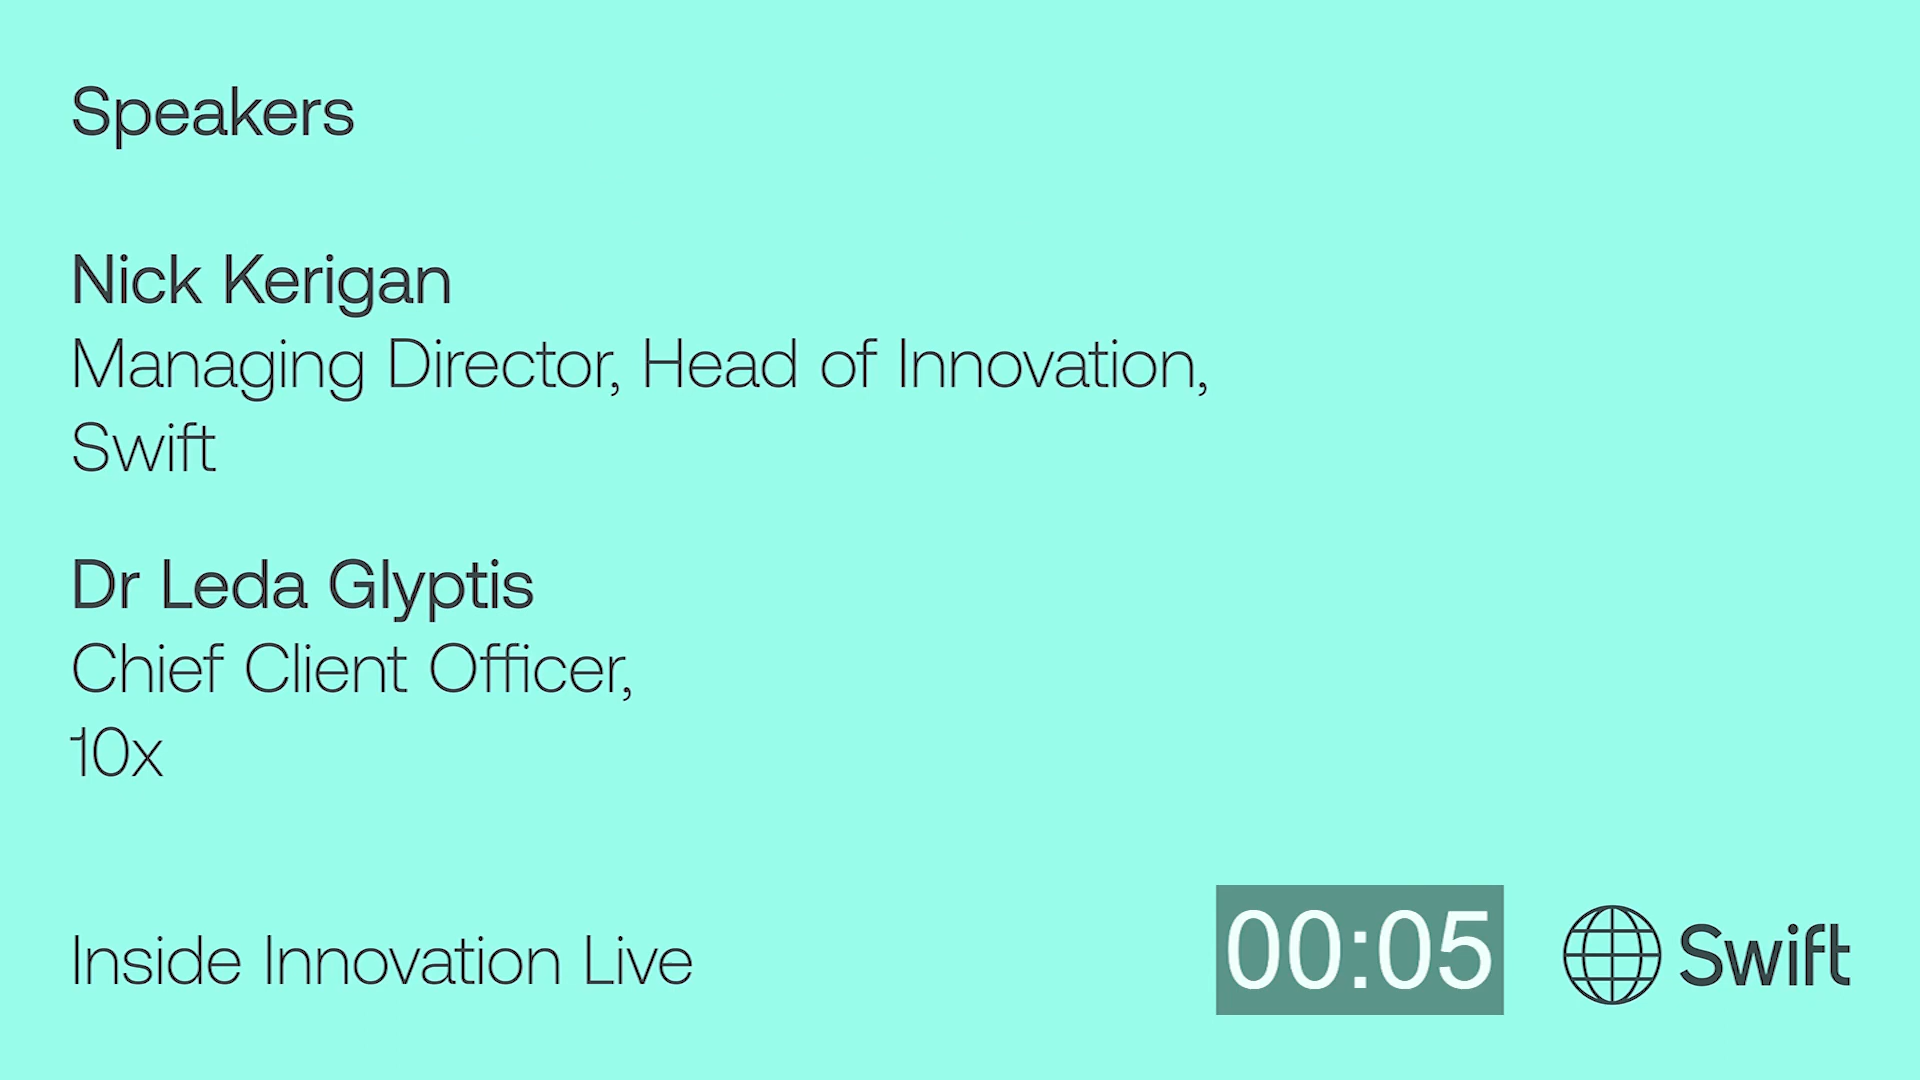 Speakers
Nick Kerigan
Managing Director, Head of Innovation,
Swift
Dr Leda Glyptis
Chief Client Officer,
10x
Inside Innovation Live
00:05
Swift